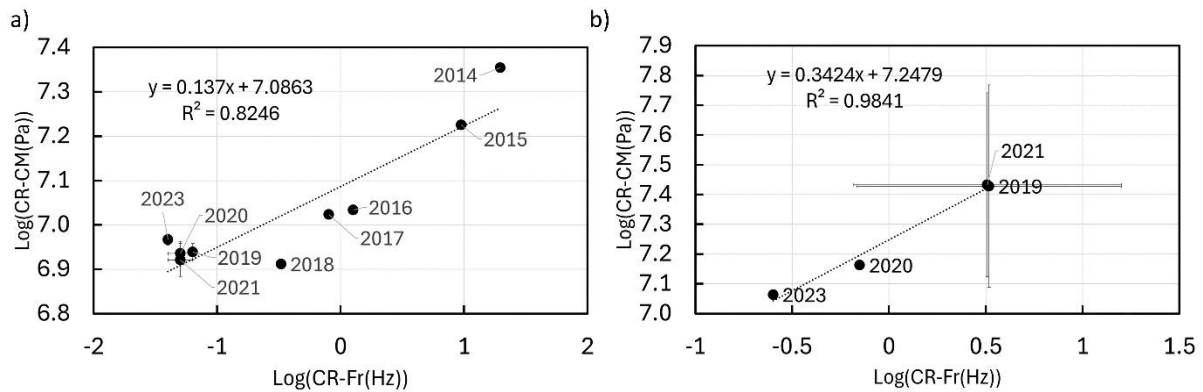 a)
Log(CR-CM(Pa))
7.4
7.3
7.2
7.1
7.0
6.9
6.8
y = 0.137x + 7.0863
R² = 0.8246
2014
2015
2016
2017
2018
2023
2020
2019
2021
-2 -1 0 1 2
Log(CR-Fr(Hz))
b)
Log(CR-CM(Pa))
7.9
7.8
7.7
7.6
7.5
7.4
7.3
7.2
7.1
7.0
y = 0.3424x + 7.2479
R² = 0.9841
2021
2019
2020
2023
-1 -0.5 0 0.5 1 1.5
Log(CR-Fr(Hz))